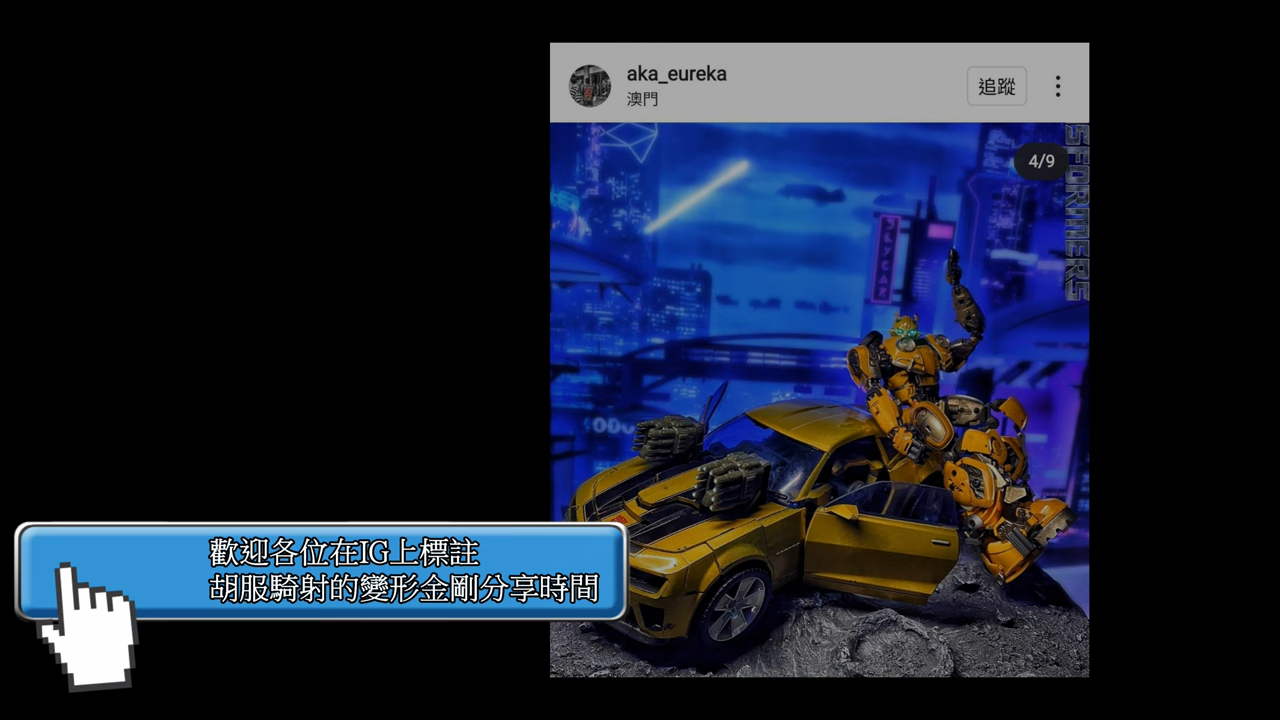 aka_eureka
澳門
追蹤
4/9
SFORMERS
SKYCAR
歡迎各位在IG上標註
胡服騎射的變形金剛分享時間